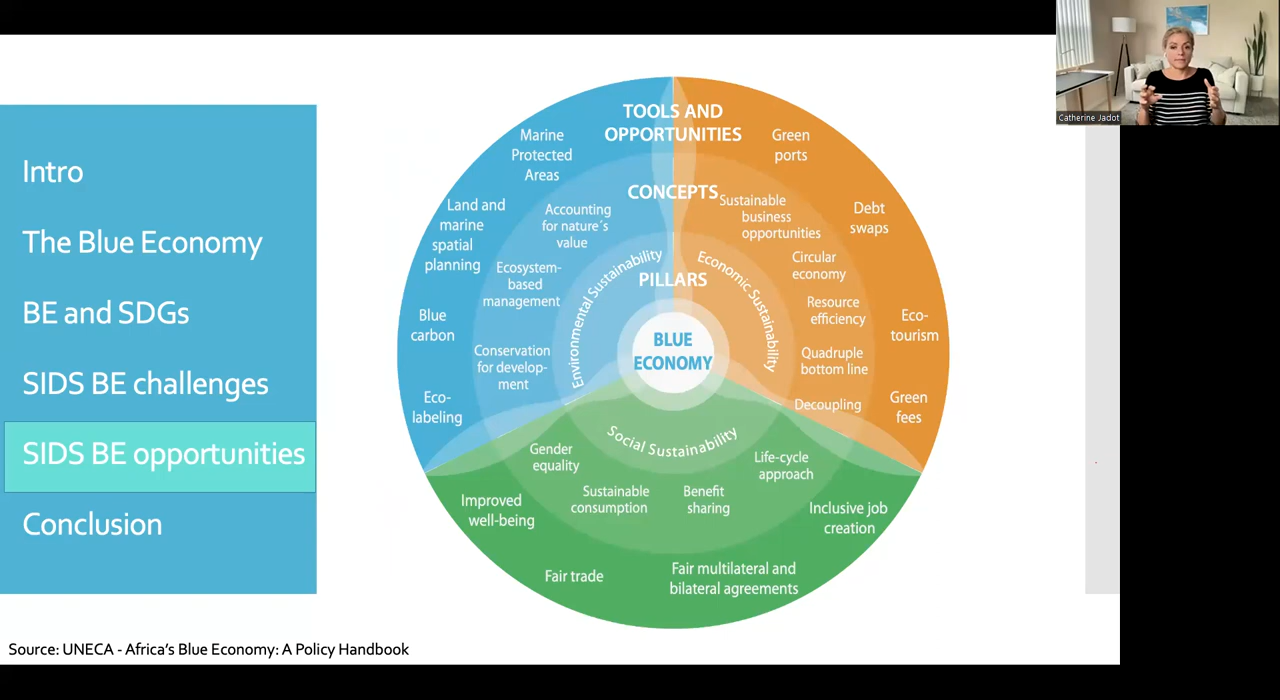 Catherine Jadot
Intro
The Blue Economy
BE and SDGs
SIDS BE challenges
SIDS BE opportunities
Conclusion
TOOLS AND
OPPORTUNITIES
CONCEPTS
PILLARS
BLUE
ECONOMY
Marine
Protected
Areas
Land and
marine
spatial
planning
Blue
carbon
Eco-
labeling
Accounting
for nature´s
value
Ecosystem-
based
management
Conservation
for develop-
ment
Environmental Sustainability
Economic Sustainability
Sustainable
business
opportunities
Circular
economy
Resource
efficiency
Quadruple
bottom line
Decoupling
Green
ports
Debt
swaps
Eco-
tourism
Green
fees
Social Sustainability
Gender
equality
Sustainable
consumption
Benefit
sharing
Life-cycle
approach
Improved
well-being
Fair trade
Fair multilateral and
bilateral agreements
Inclusive job
creation
Source: UNECA - Africa’s Blue Economy: A Policy Handbook